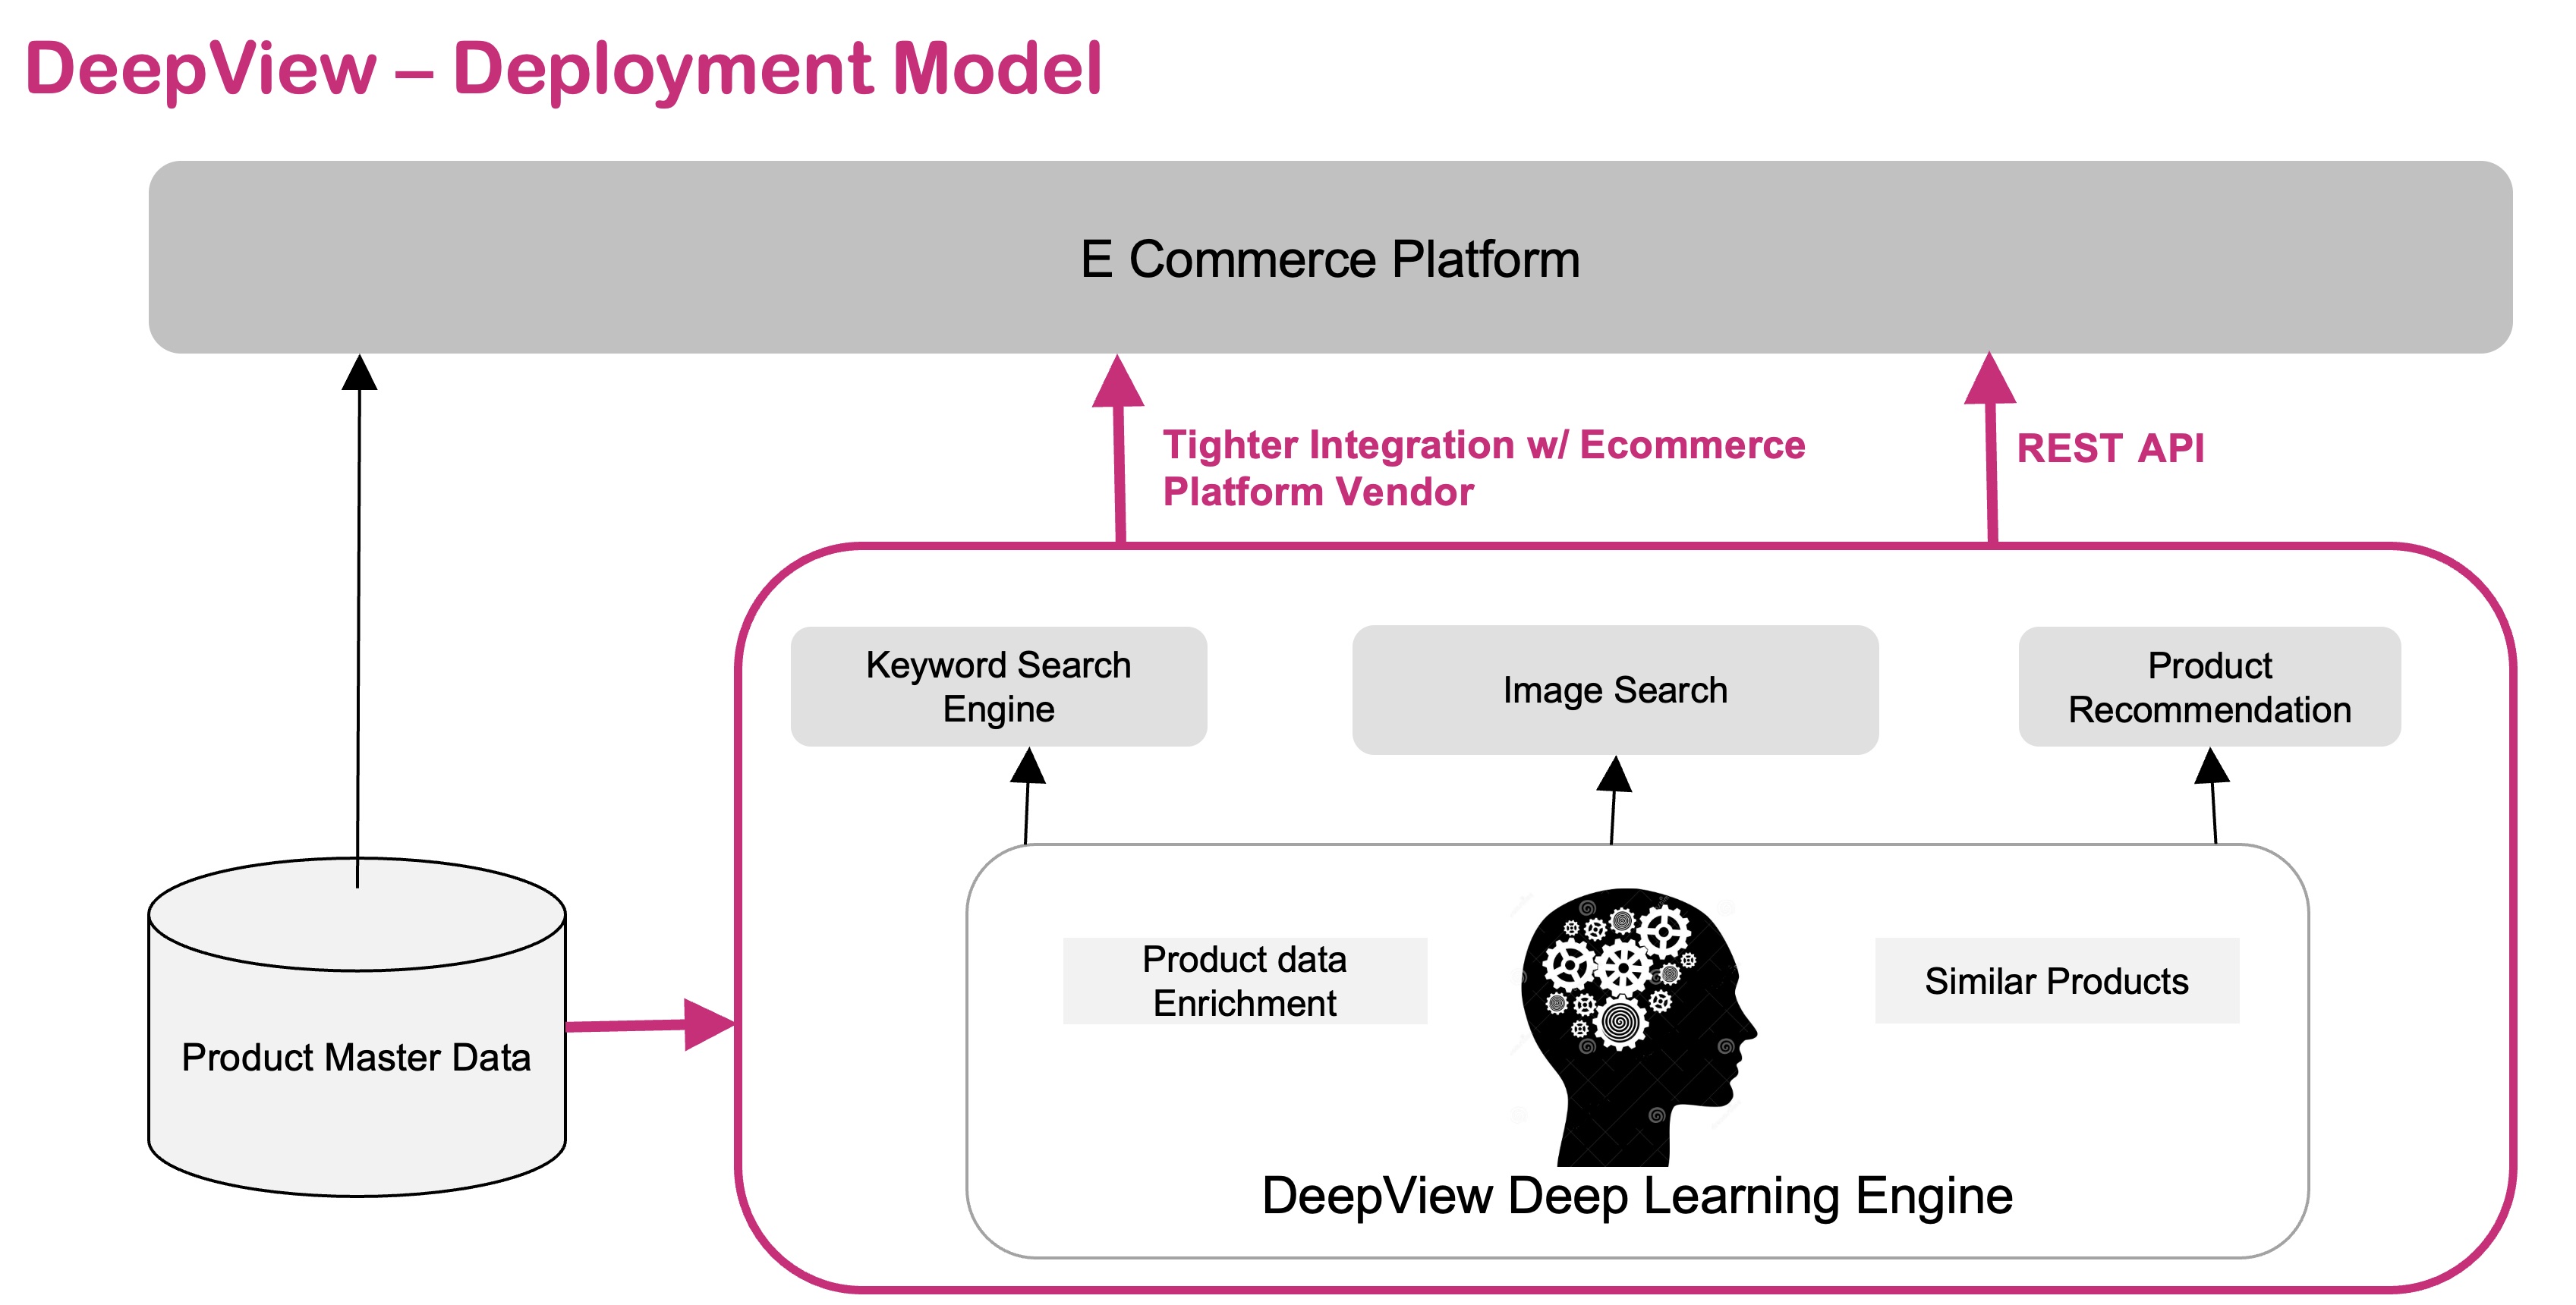 DeepView – Deployment Model
E Commerce Platform
Tighter Integration w/ Ecommerce
Platform Vendor
REST API
Keyword Search
Engine
Image Search
Product
Recommendation
Product data
Enrichment
Similar Products
Product Master Data
DeepView Deep Learning Engine